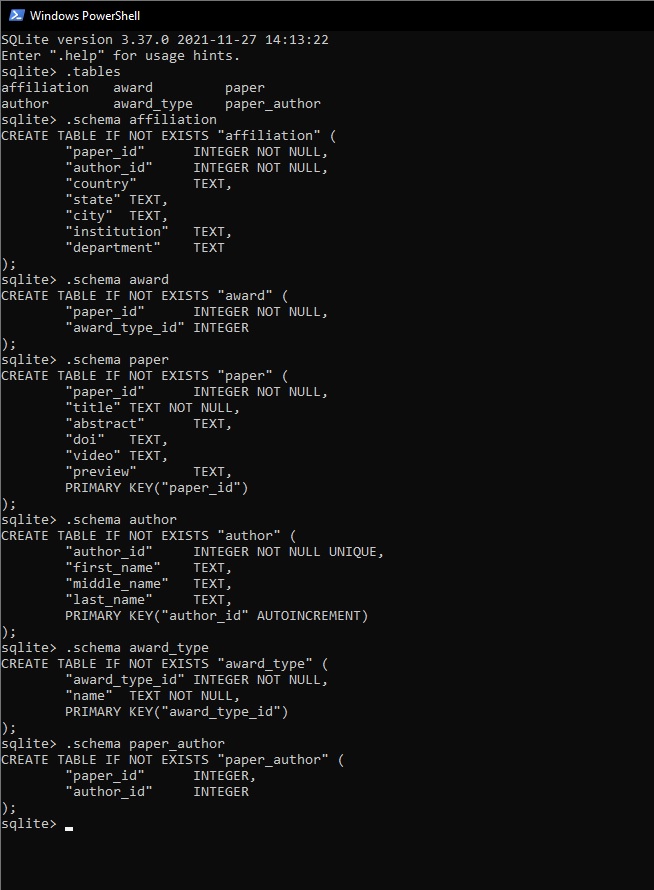 Windows PowerShell
SQLite version 3.37.0 2021-11-27 14:13:22
Enter ".help" for usage hints.
sqlite> .tables
affiliation   award         paper
author        award_type    paper_author
sqlite> .schema affiliation
CREATE TABLE IF NOT EXISTS "affiliation" (
        "paper_id"      INTEGER NOT NULL,
        "author_id"     INTEGER NOT NULL,
        "country"       TEXT,
        "state" TEXT,
        "city"  TEXT,
        "institution"   TEXT,
        "department"    TEXT
);
sqlite> .schema award
CREATE TABLE IF NOT EXISTS "award" (
        "paper_id"      INTEGER NOT NULL,
        "award_type_id" INTEGER
);
sqlite> .schema paper
CREATE TABLE IF NOT EXISTS "paper" (
        "paper_id"      INTEGER NOT NULL,
        "title" TEXT NOT NULL,
        "abstract"      TEXT,
        "doi"   TEXT,
        "video" TEXT,
        "preview"       TEXT,
        PRIMARY KEY("paper_id")
);
sqlite> .schema author
CREATE TABLE IF NOT EXISTS "author" (
        "author_id"     INTEGER NOT NULL UNIQUE,
        "first_name"    TEXT,
        "middle_name"   TEXT,
        "last_name"     TEXT,
        PRIMARY KEY("author_id" AUTOINCREMENT)
);
sqlite> .schema award_type
CREATE TABLE IF NOT EXISTS "award_type" (
        "award_type_id" INTEGER NOT NULL,
        "name"  TEXT NOT NULL,
        PRIMARY KEY("award_type_id")
);
sqlite> .schema paper_author
CREATE TABLE IF NOT EXISTS "paper_author" (
        "paper_id"      INTEGER,
        "author_id"     INTEGER
);
sqlite>